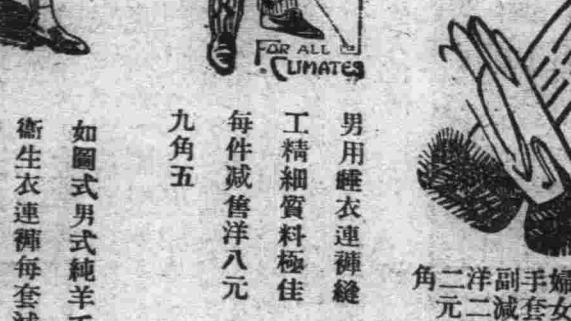 婦女
手套
副減
洋二
二元
角
FOR ALL
CLIMATES
男用睡衣連褲縫
工精細質料極佳
每件减售洋八元
九角五
如圖式男式純羊
衞生衣連褲每套減